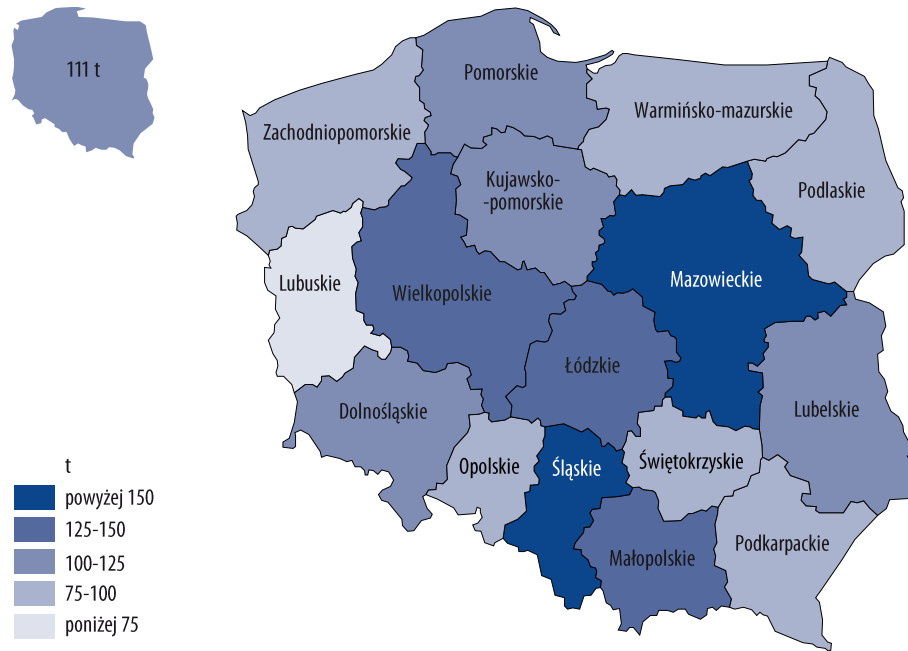 111 t
Pomorskie
Warmińsko-mazurskie
Zachodniopomorskie
Kujawsko-
-pomorskie
Podlaskie
Lubuskie
Wielkopolskie
Mazowieckie
Łódzkie
Dolnośląskie
Lubelskie
Opolskie
Śląskie
Świętokrzyskie
Małopolskie
Podkarpackie
t
powyżej 150
125-150
100-125
75-100
poniżej 75